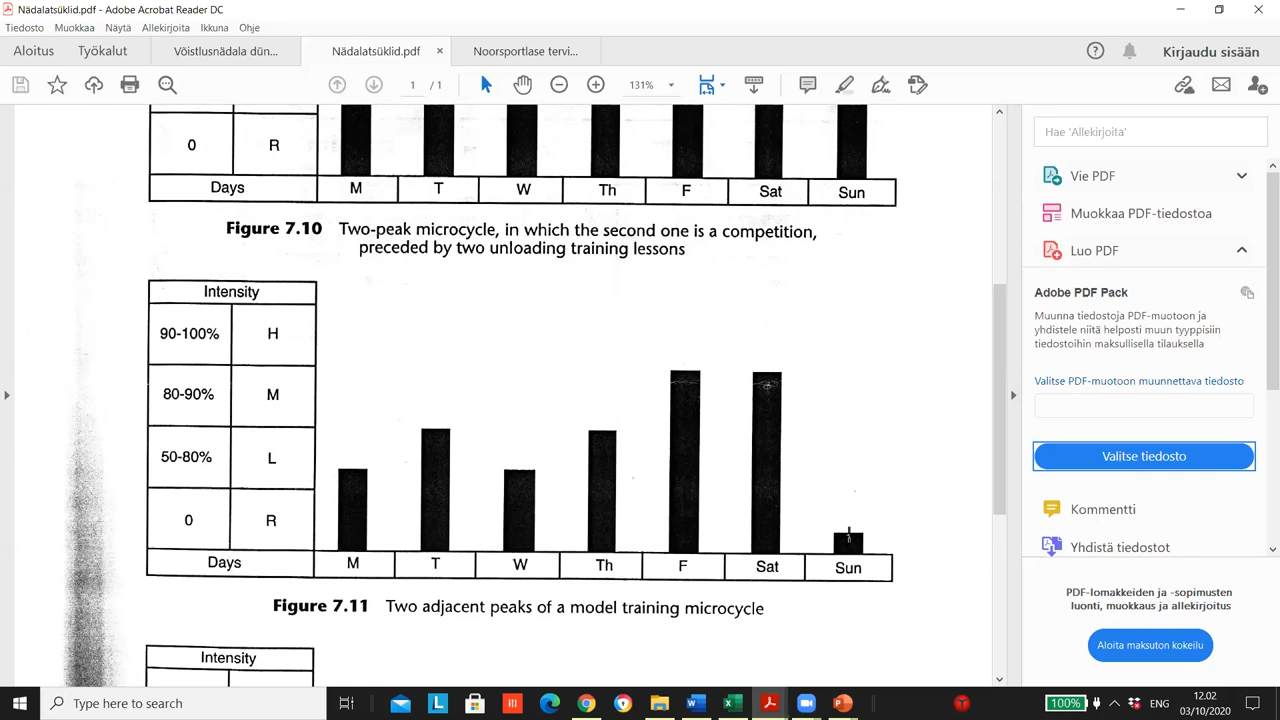 Nädalatsüklid.pdf - Adobe Acrobat Reader DC
Tiedosto Muokkaa Näytä Allekirjoita Ikkuna Ohje
Aloitus Työkalut Võistlusnädala dün... Nädalatsüklid.pdf × Noorsportlase tervi... Kirjaudu sisään
1 / 1 131%
0 R
Days M T W Th F Sat Sun
Figure 7.10 Two-peak microcycle, in which the second one is a competition,
preceded by two unloading training lessons
Intensity
90-100% H
80-90% M
50-80% L
0 R
Days M T W Th F Sat Sun
Figure 7.11 Two adjacent peaks of a model training microcycle
Intensity
Hae 'Allekirjoita'
Vie PDF
Muokkaa PDF-tiedostoa
Luo PDF
Adobe PDF Pack
Muunna tiedostoja PDF-muotoon ja
yhdistele niitä helposti muun tyyppisiin
tiedostoihin maksullisella tilauksella
Valitse PDF-muotoon muunnettava tiedosto
Valitse tiedosto
Kommentti
Yhdistä tiedostot
PDF-lomakkeiden ja -sopimusten
luonti, muokkaus ja allekirjoitus
Aloita maksuton kokeilu
Type here to search
100% ENG 12.02
03/10/2020